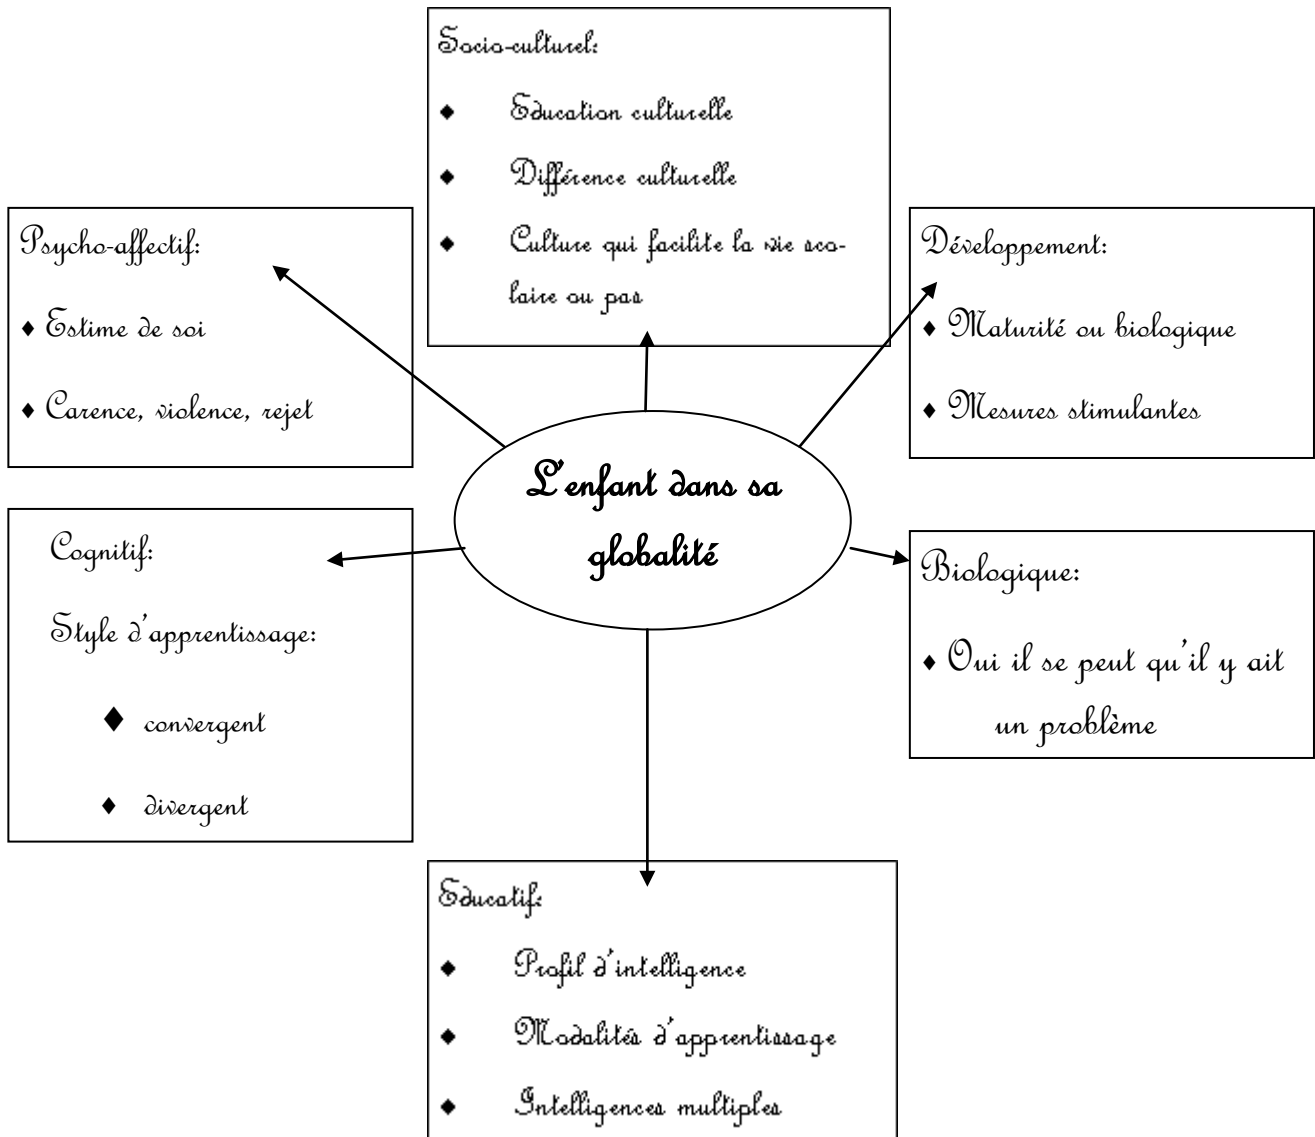 Socio-culturel:
♦ Education culturelle
♦ Différence culturelle
♦ Culture qui facilite la vie sco-
laire ou pas
Psycho-affectif:
♦ Estime de soi
♦ Carence, violence, rejet
Développement:
♦ Maturité ou biologique
♦ Mesures stimulantes
L'enfant dans sa
globalité
Cognitif:
Style d'apprentissage:
♦ convergent
♦ divergent
Biologique:
♦ Oui il se peut qu'il y ait
un problème
Educatif:
♦ Profil d'intelligence
♦ Modalités d'apprentissage
♦ Intelligences multiples